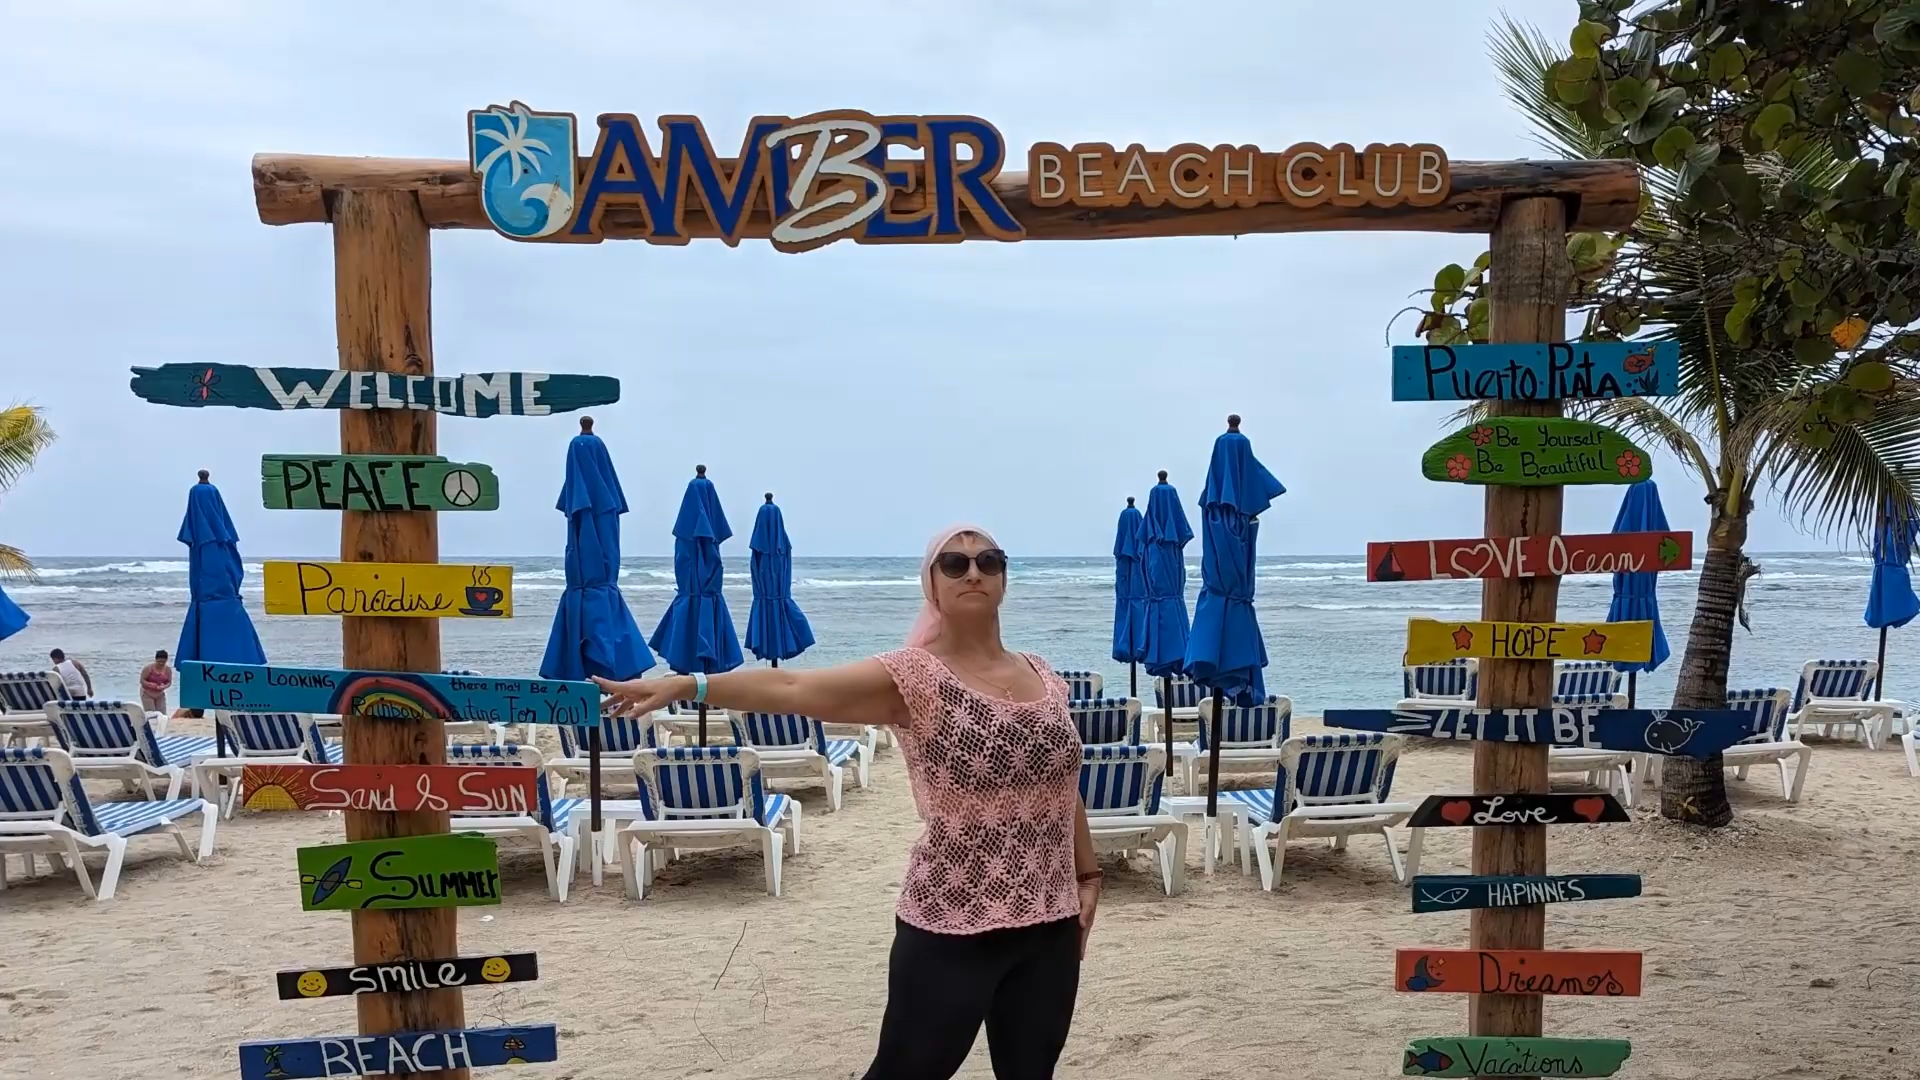 AMBER BEACH CLUB
WELCOME
PEACE
Paradise
KEEP LOOKING
UP........
there may BE A
Rainbow Waiting For YOU!
SAND & SUN
SUMMER
SMILE
BEACH
Puerto Plata
Be Yourself
Be Beautiful
LOVE Ocean
HOPE
LET IT BE
Love
HAPINNES
Dreams
Vacations